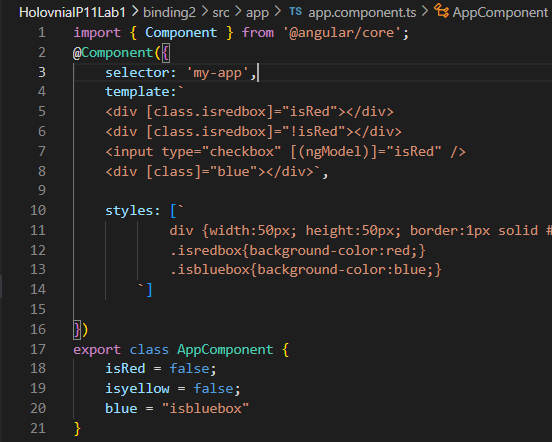 HolovniaIP11Lab1 > binding2 > src > app > app.component.ts > AppComponent
1 import { Component } from '@angular/core';
2 @Component({
3 selector: 'my-app',
4 template:`
5 <div [class.isredbox]="isRed"></div>
6 <div [class.isredbox]="!isRed"></div>
7 <input type="checkbox" [(ngModel)]="isRed" />
8 <div [class]="blue"></div>`,
9
10 styles: [`
11 div {width:50px; height:50px; border:1px solid #
12 .isredbox{background-color:red;}
13 .isbluebox{background-color:blue;}
14 `]
15
16 })
17 export class AppComponent {
18 isRed = false;
19 isyellow = false;
20 blue = "isbluebox"
21 }